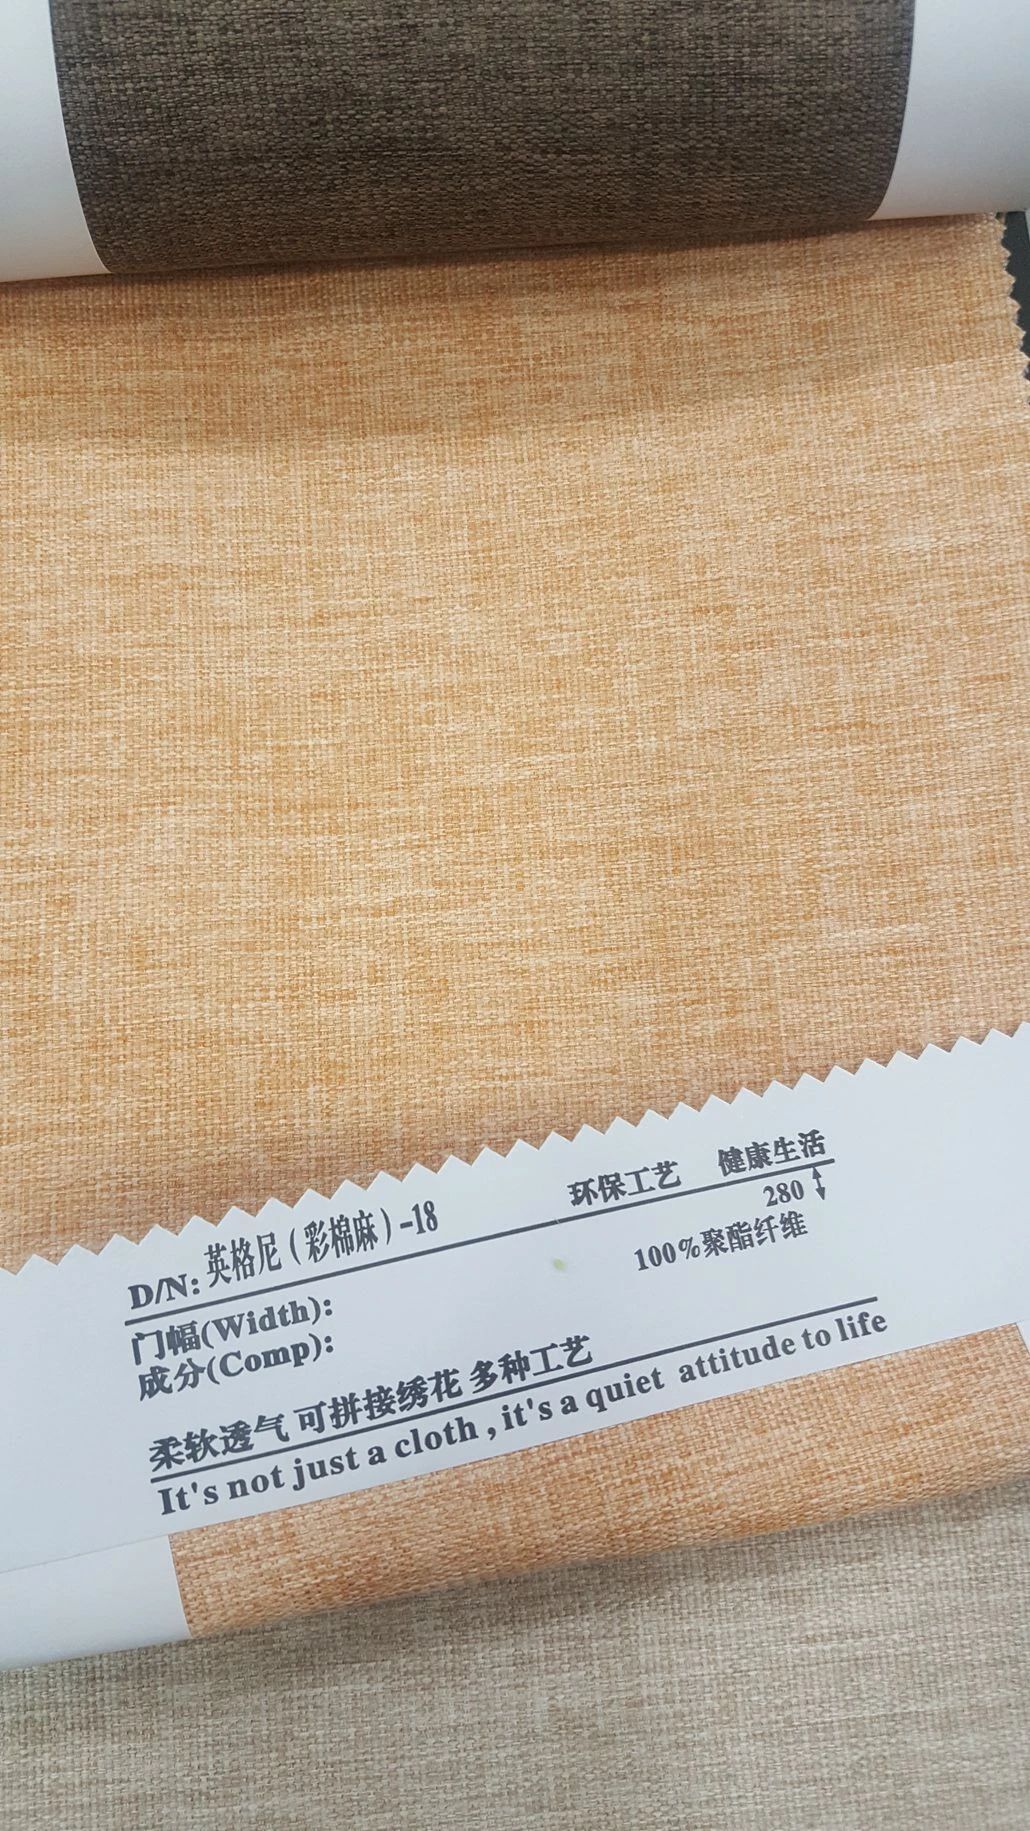 环保工艺 健康生活
D/N: 英格尼（彩棉麻）-18
门幅(Width): 280
成分(Comp): 100%聚酯纤维
柔软透气 可拼接绣花 多种工艺
It's not just a cloth , it's a quiet attitude to life